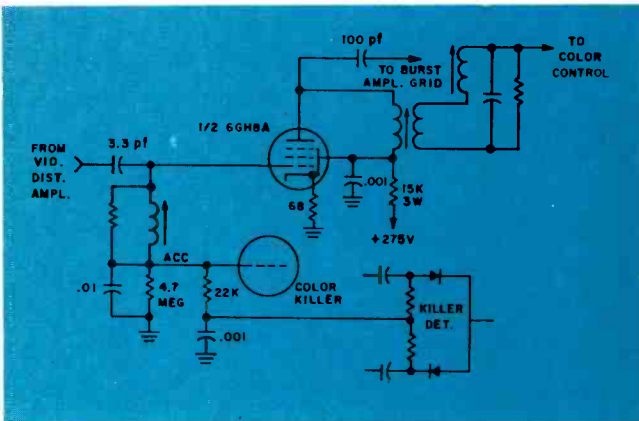 100 pf
TO BURST
AMPL. GRID
TO
COLOR
CONTROL
1/2 6GH8A
FROM
VID.
DIST.
AMPL.
3.3 pf
.001
15K
3W
68
+275V
ACC
.01
4.7
MEG
22K
COLOR
KILLER
.001
KILLER
DET.